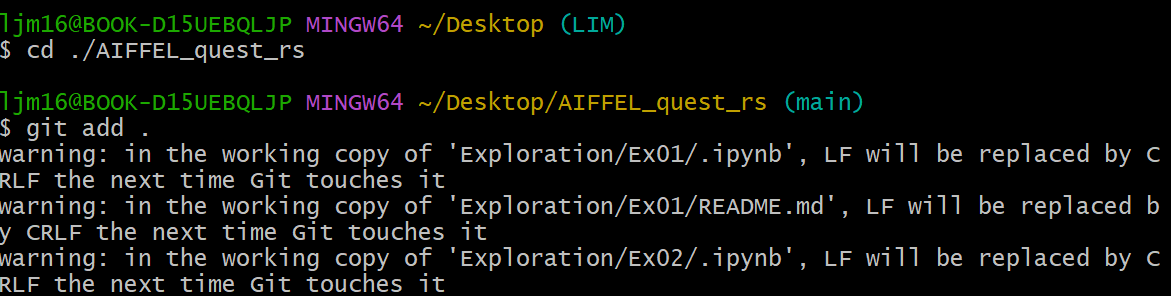 ljm16@BOOK-D15UEBQLJP MINGW64 ~/Desktop (LIM)
$ cd ./AIFFEL_quest_rs
ljm16@BOOK-D15UEBQLJP MINGW64 ~/Desktop/AIFFEL_quest_rs (main)
$ git add .
warning: in the working copy of 'Exploration/Ex01/.ipynb', LF will be replaced by C
RLF the next time Git touches it
warning: in the working copy of 'Exploration/Ex01/README.md', LF will be replaced b
y CRLF the next time Git touches it
warning: in the working copy of 'Exploration/Ex02/.ipynb', LF will be replaced by C
RLF the next time Git touches it